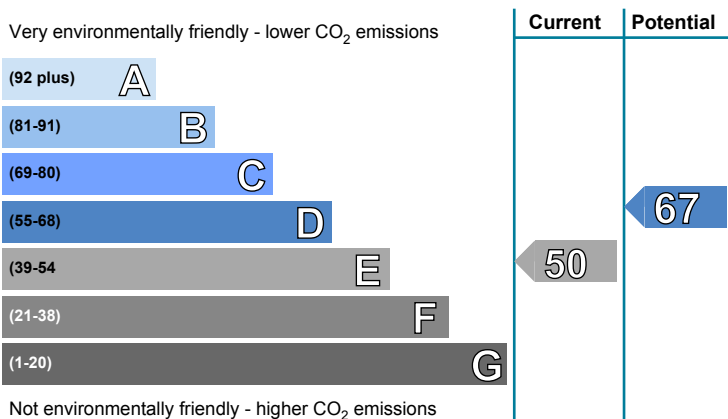 Very environmentally friendly - lower CO2 emissions
Current
Potential
(92 plus) A
(81-91) B
(69-80) C
(55-68) D
67
(39-54 E
50
(21-38) F
(1-20) G
Not environmentally friendly - higher CO2 emissions